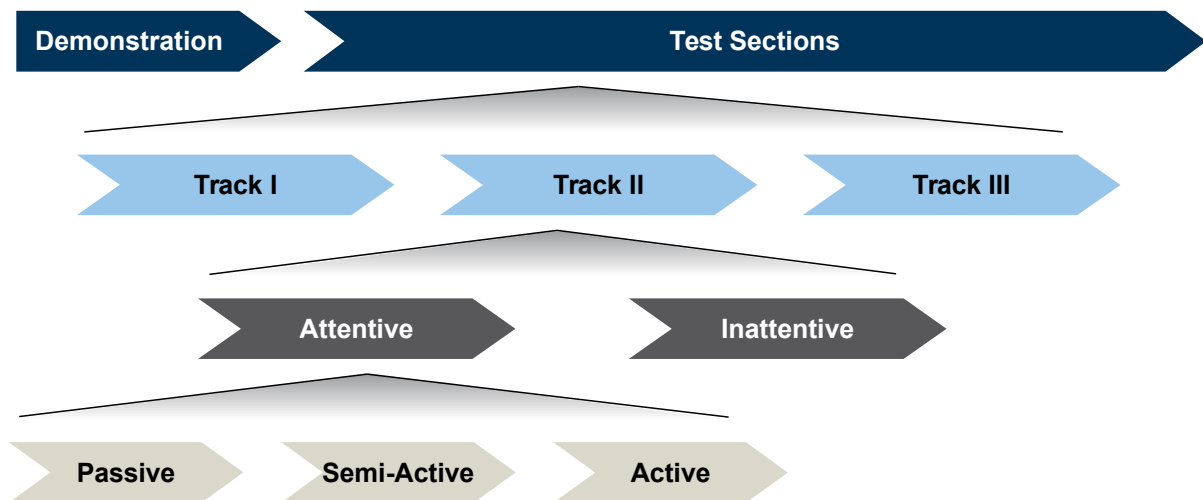 Demonstration
Test Sections
Track I
Track II
Track III
Attentive
Inattentive
Passive
Semi-Active
Active